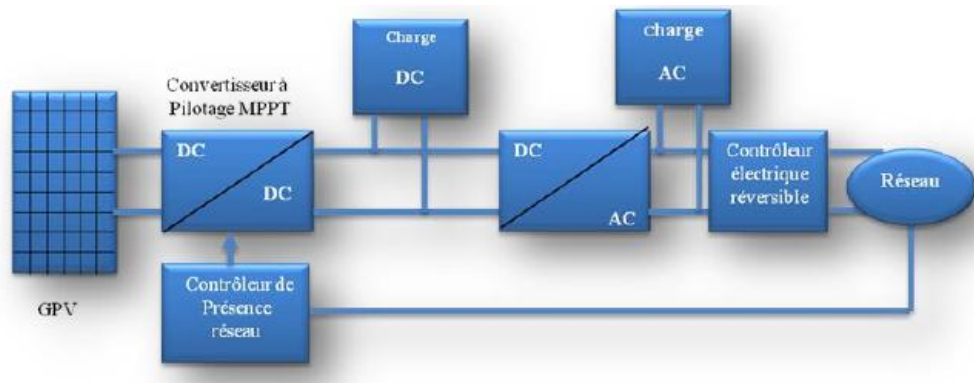 Charge
DC
Charge
AC
Convertisseur à
Pilotage MPPT
DC
DC
DC
AC
Contrôleur
électrique
réversible
Réseau
Contrôleur de
Présence
réseau
GPV